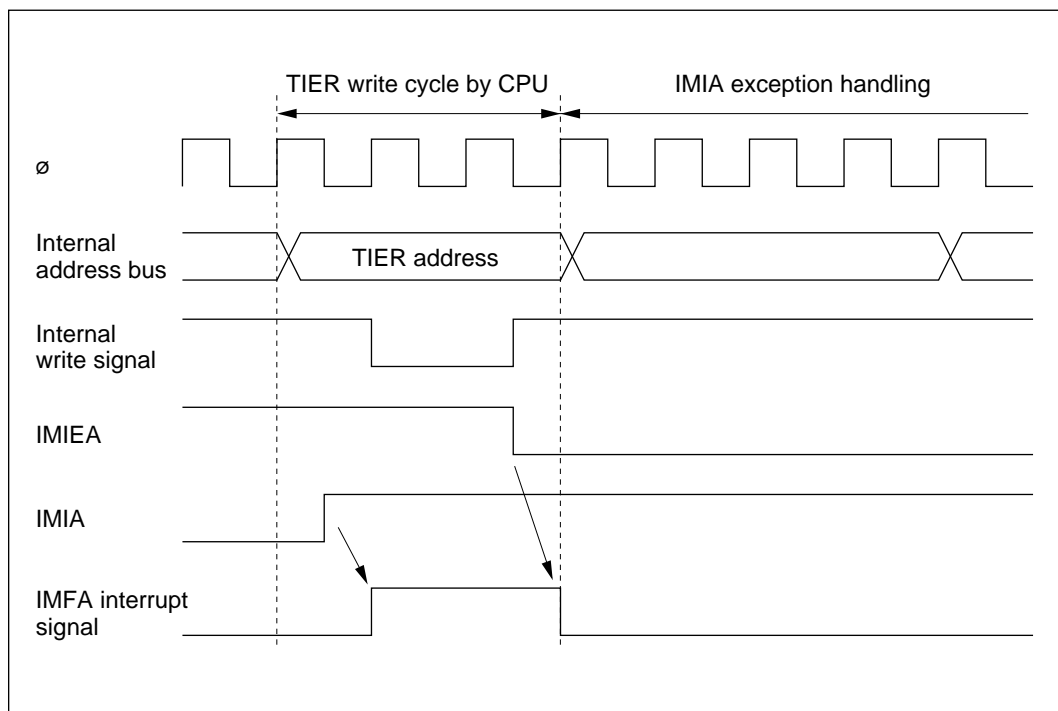 TIER write cycle by CPU
IMIA exception handling
ø
Internal
address bus
TIER address
Internal
write signal
IMIEA
IMIA
IMFA interrupt
signal